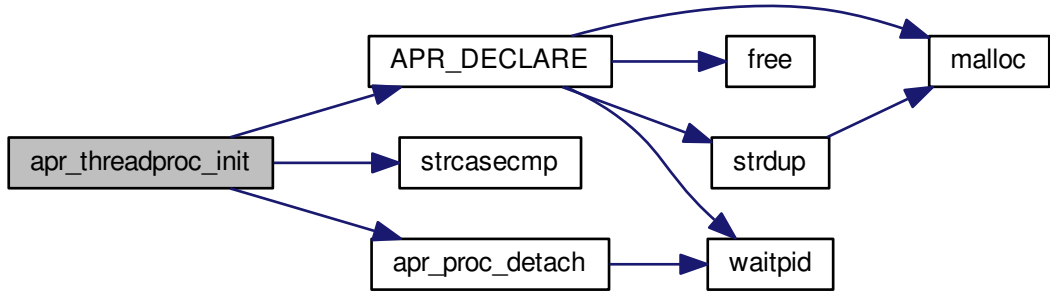 APR_DECLARE
free
malloc
apr_threadproc_init
strcasecmp
strdup
apr_proc_detach
waitpid